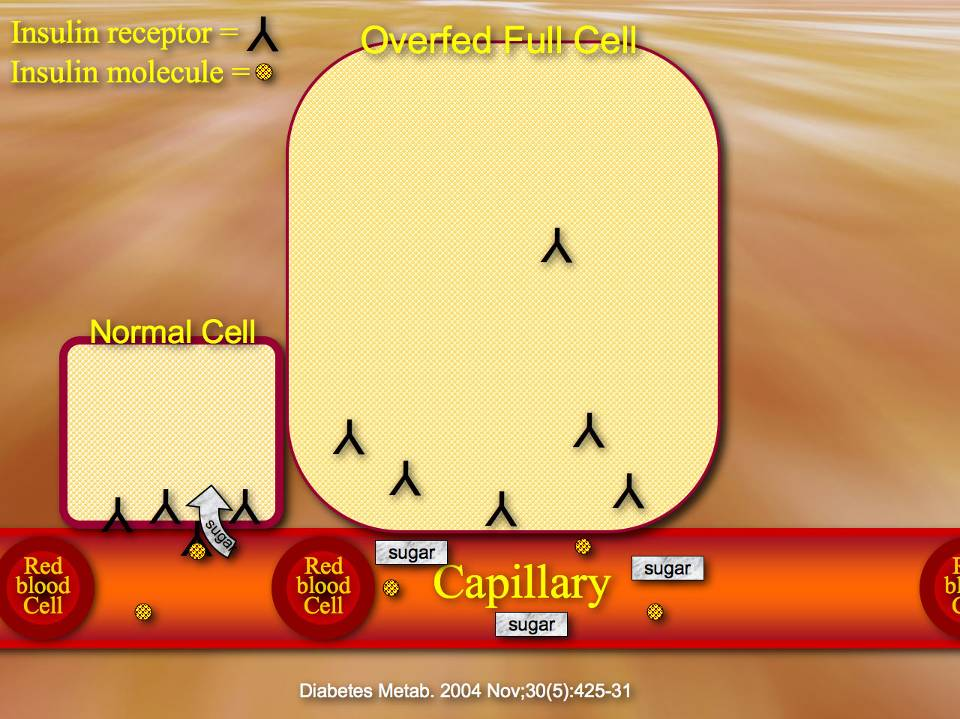 Insulin receptor =
Insulin molecule =
Overfed Full Cell
Normal Cell
suga
Red
blood
Cell
Red
blood
Cell
sugar
Capillary
sugar
sugar
Diabetes Metab. 2004 Nov;30(5):425-31